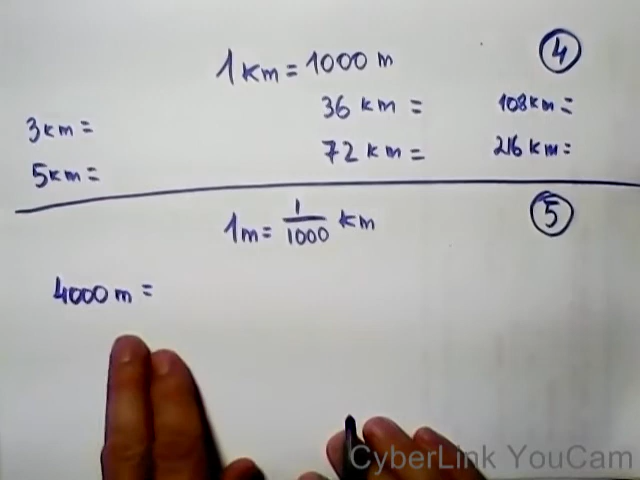 1km = 1000 m
④
3km =
36 km =
108km =
5km =
72 km =
216 km =
1m = 1/1000 km
⑤
4000 m =
CyberLink YouCam